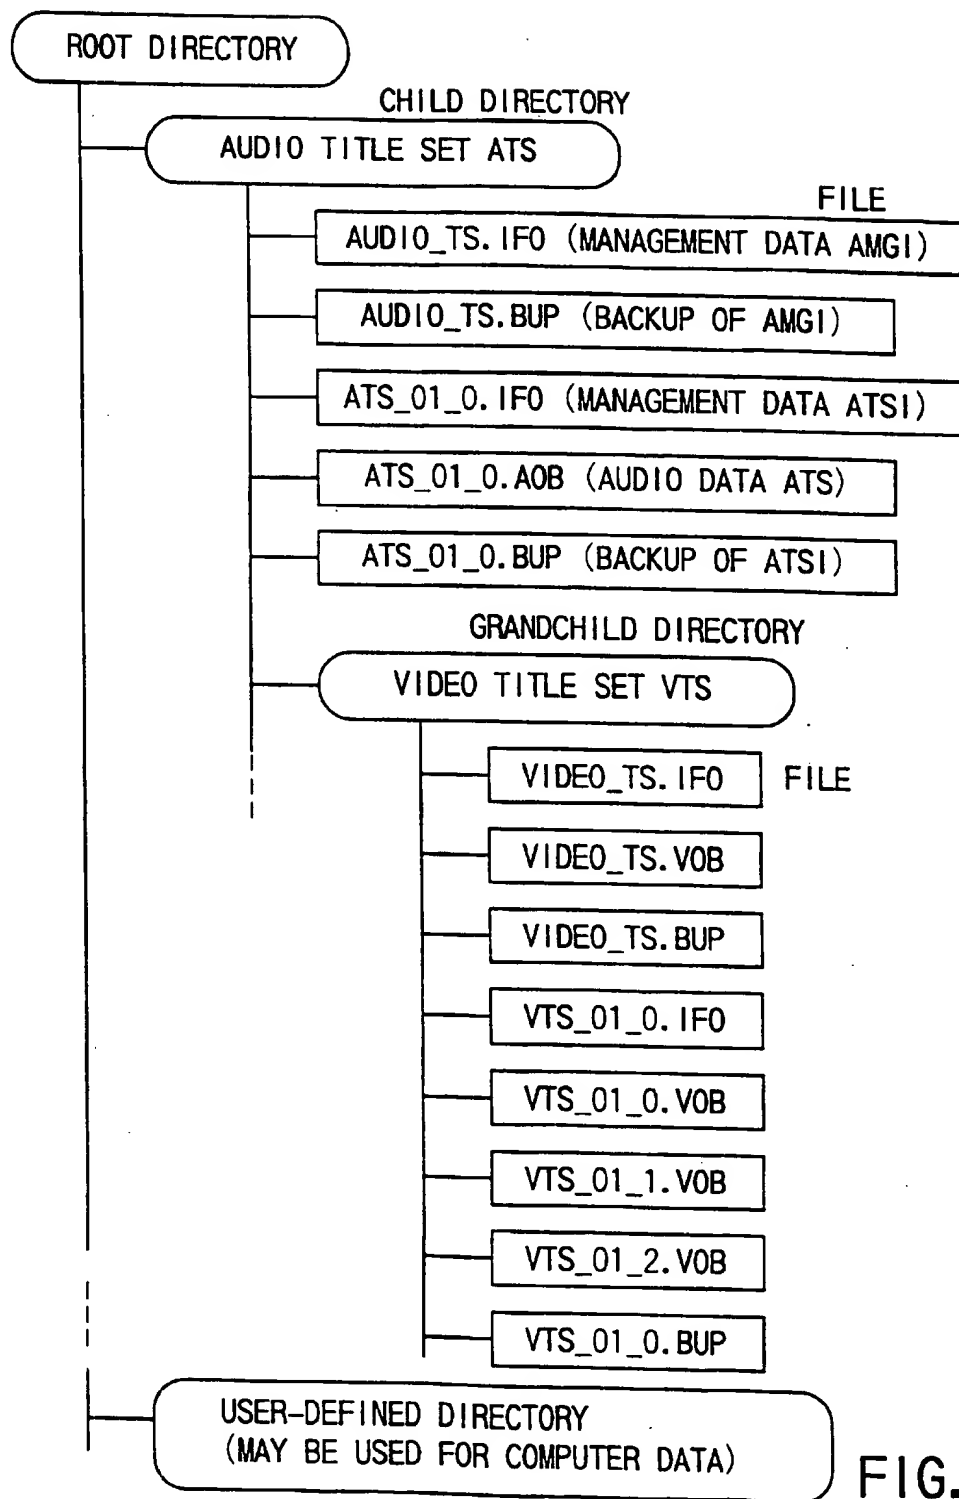 ROOT DIRECTORY
CHILD DIRECTORY
AUDIO TITLE SET ATS
FILE
AUDIO_TS.IFO (MANAGEMENT DATA AMGI)
AUDIO_TS.BUP (BACKUP OF AMGI)
ATS_01_0.IFO (MANAGEMENT DATA ATSI)
ATS_01_0.AOB (AUDIO DATA ATS)
ATS_01_0.BUP (BACKUP OF ATSI)
GRANDCHILD DIRECTORY
VIDEO TITLE SET VTS
VIDEO_TS.IFO FILE
VIDEO_TS.VOB
VIDEO_TS.BUP
VTS_01_0.IFO
VTS_01_0.VOB
VTS_01_1.VOB
VTS_01_2.VOB
VTS_01_0.BUP
USER-DEFINED DIRECTORY
(MAY BE USED FOR COMPUTER DATA)
FIG.